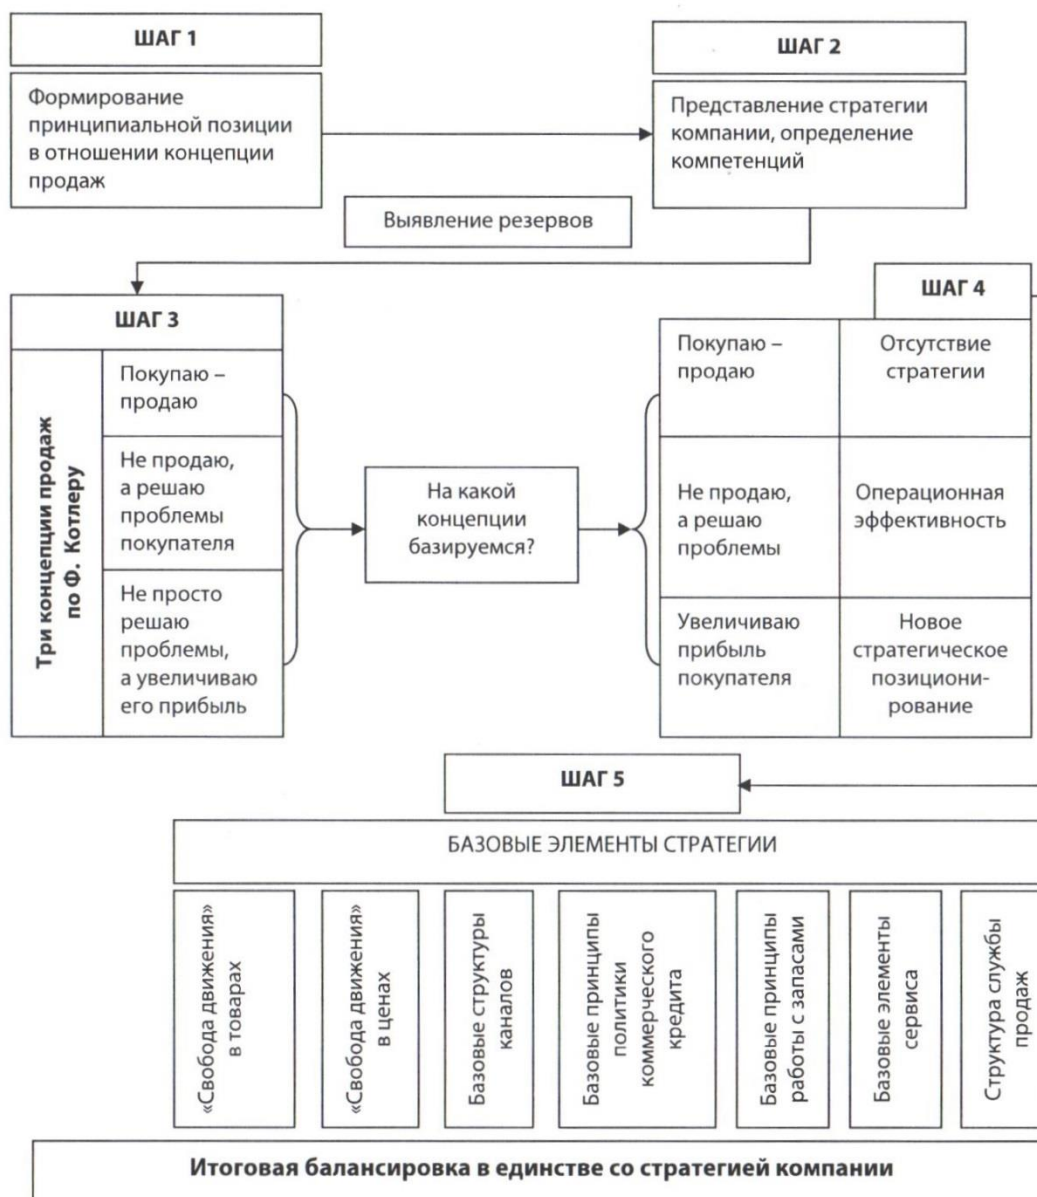 ШАГ 1
Формирование
принципиальной позиции
в отношении концепции
продаж
ШАГ 2
Представление стратегии
компании, определение
компетенций
Выявление резервов
ШАГ 3
Три концепции продаж
по Ф. Котлеру
Покупаю –
продаю
Не продаю,
а решаю
проблемы
покупателя
Не просто
решаю
проблемы,
а увеличиваю
его прибыль
На какой
концепции
базируемся?
ШАГ 4
Покупаю –
продаю
Отсутствие
стратегии
Не продаю,
а решаю
проблемы
Операционная
эффективность
Увеличиваю
прибыль
покупателя
Новое
стратегическое
позициони-
рование
ШАГ 5
БАЗОВЫЕ ЭЛЕМЕНТЫ СТРАТЕГИИ
«Свобода движения»
в товарах
«Свобода движения»
в ценах
Базовые структуры
каналов
Базовые принципы
политики
коммерческого
кредита
Базовые принципы
работы с запасами
Базовые элементы
сервиса
Структура службы
продаж
Итоговая балансировка в единстве со стратегией компании